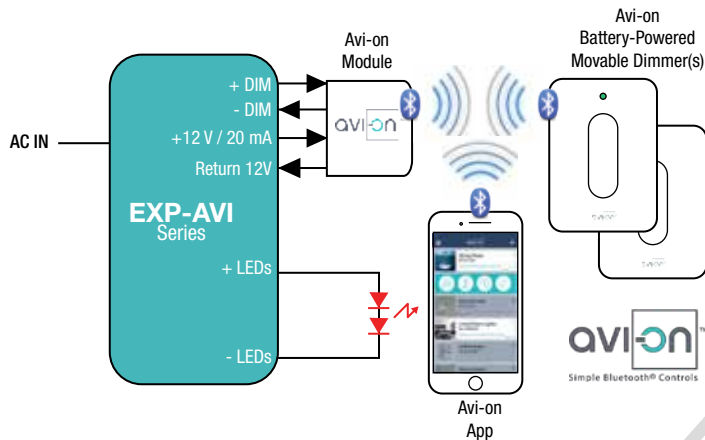 Avi-on
Battery-Powered
Movable Dimmer(s)
Avi-on
Module
+ DIM
- DIM
+12 V / 20 mA
Return 12V
AC IN
EXP-AVI
Series
+ LEDs
- LEDs
avi-on
Avi-on
App
avi-on™
Simple Bluetooth® Controls